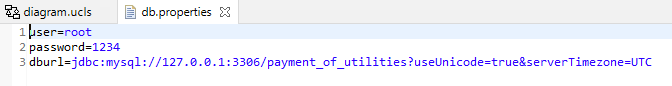 diagram.ucls db.properties
1 user=root
2 password=1234
3 dburl=jdbc:mysql://127.0.0.1:3306/payment_of_utilities?useUnicode=true&serverTimezone=UTC